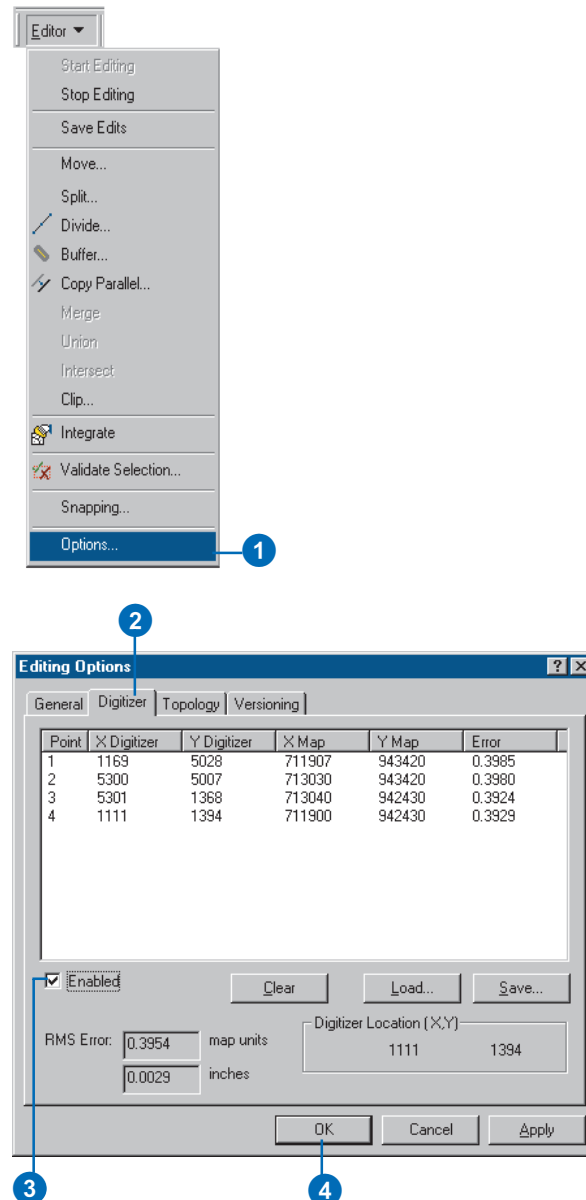 Editor
Start Editing
Stop Editing
Save Edits
Move...
Split...
Divide...
Buffer...
Copy Parallel...
Merge
Union
Intersect
Clip...
Integrate
Validate Selection...
Snapping...
Options...
1
2
Editing Options
General Digitizer Topology Versioning
Point X Digitizer Y Digitizer X Map Y Map Error
1 1169 5028 711907 943420 0.3985
2 5300 5007 713030 943420 0.3980
3 5301 1368 713040 942430 0.3924
4 1111 1394 711900 942430 0.3929
Enabled Clear Load... Save...
Digitizer Location (X,Y)
RMS Error: 0.3954 map units 1111 1394
0.0029 inches
OK Cancel Apply
3 4